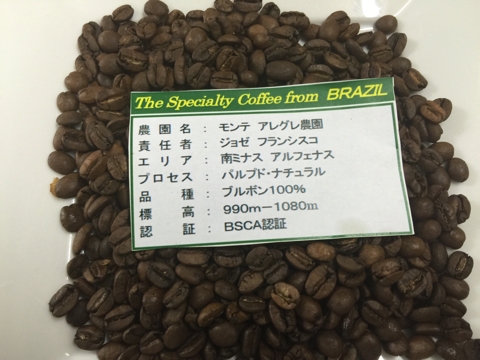 The Specialty Coffee from BRAZIL
農園名 : モンテ アレグレ農園
責任者 : ジョゼ フランシスコ
エリア : 南ミナス アルフェナス
プロセス : パルプド・ナチュラル
品種 : ブルボン100%
標高 : 990m－1080m
認証 : BSCA認証